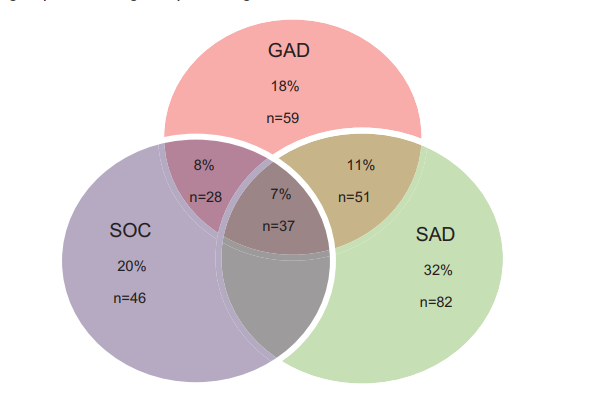 GAD
18%
n=59
8%
n=28
11%
n=51
7%
n=37
SOC
20%
n=46
SAD
32%
n=82